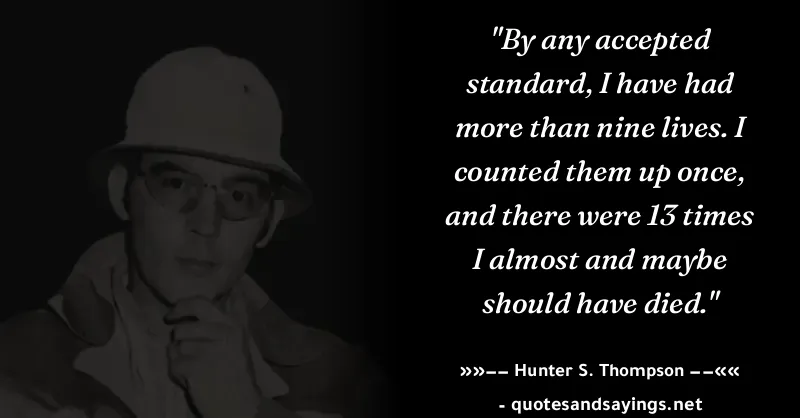 "By any accepted
standard, I have had
more than nine lives. I
counted them up once,
and there were 13 times
I almost and maybe
should have died."
»»–– Hunter S. Thompson ––««
- quotesandsayings.net